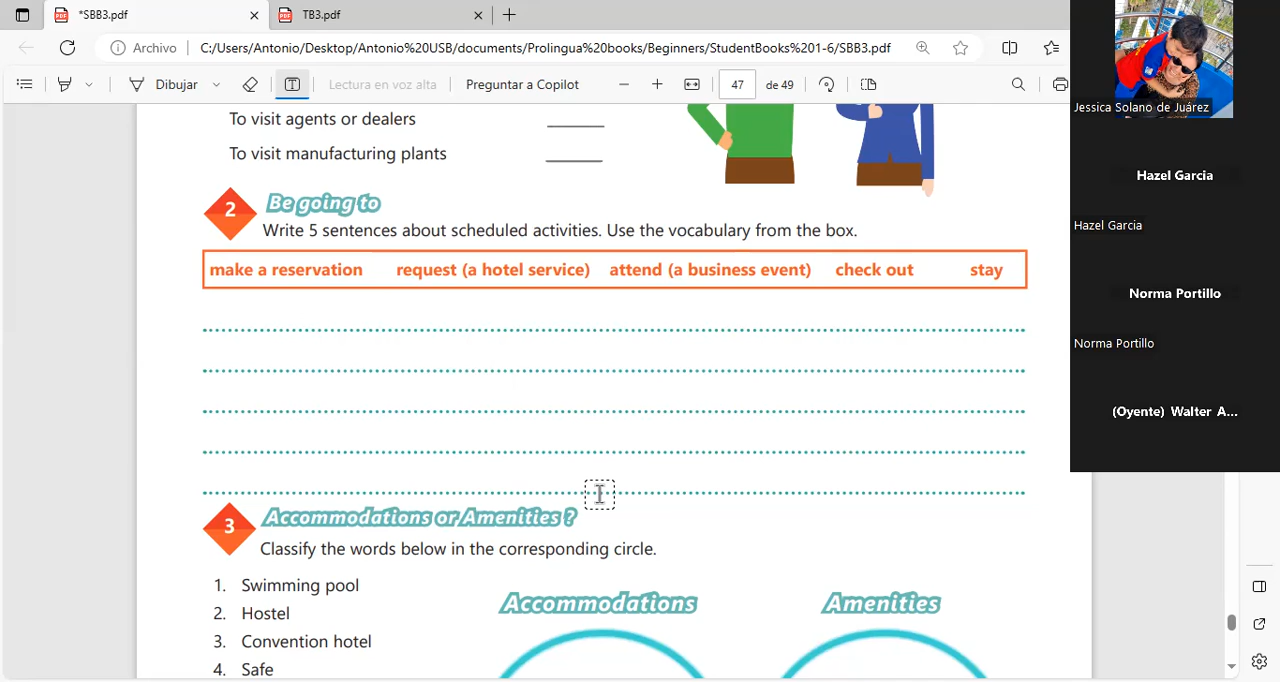 *SBB3.pdf
TB3.pdf
Archivo
C:/Users/Antonio/Desktop/Antonio%20USB/documents/Prolingua%20books/Beginners/StudentBooks%201-6/SBB3.pdf
Dibujar
Lectura en voz alta
Preguntar a Copilot
47
de 49
To visit agents or dealers
To visit manufacturing plants
2
Be going to
Write 5 sentences about scheduled activities. Use the vocabulary from the box.
make a reservation request (a hotel service) attend (a business event) check out stay
3
Accommodations or Amenities ?
Classify the words below in the corresponding circle.
1. Swimming pool
2. Hostel
3. Convention hotel
4. Safe
Accommodations
Amenities
Jessica Solano de Juárez
Hazel Garcia
Hazel Garcia
Norma Portillo
Norma Portillo
(Oyente) Walter A...